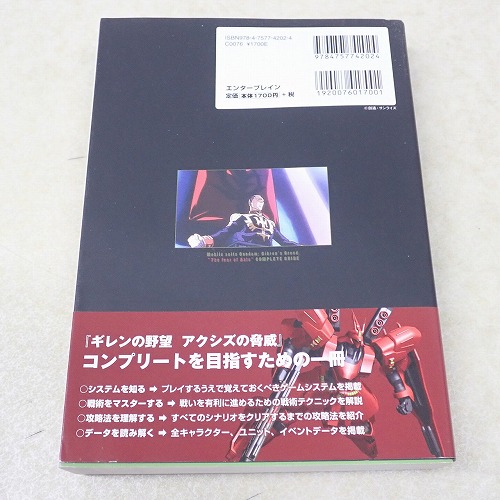 ISBN978-4-7577-4202-4
C0076 ¥1700E
エンターブレイン
定価 本体1700円 +税
9784757742024
1920076017001
©創通・サンライズ
Mobile Suite Gundam: Gihren's Greed
"The Fear of Axis" COMPLETE GUIDE
『ギレンの野望 アクシズの脅威』
コンプリートを目指すための一冊
○システムを知る ➡ プレイするうえで覚えておくべきゲームシステムを掲載
○戦術をマスターする ➡ 戦いを有利に進めるための戦術テクニックを解説
○攻略法を理解する ➡ すべてのシナリオをクリアするまでの攻略法を紹介
○データを読み解く ➡ 全キャラクター、ユニット、イベントデータを掲載